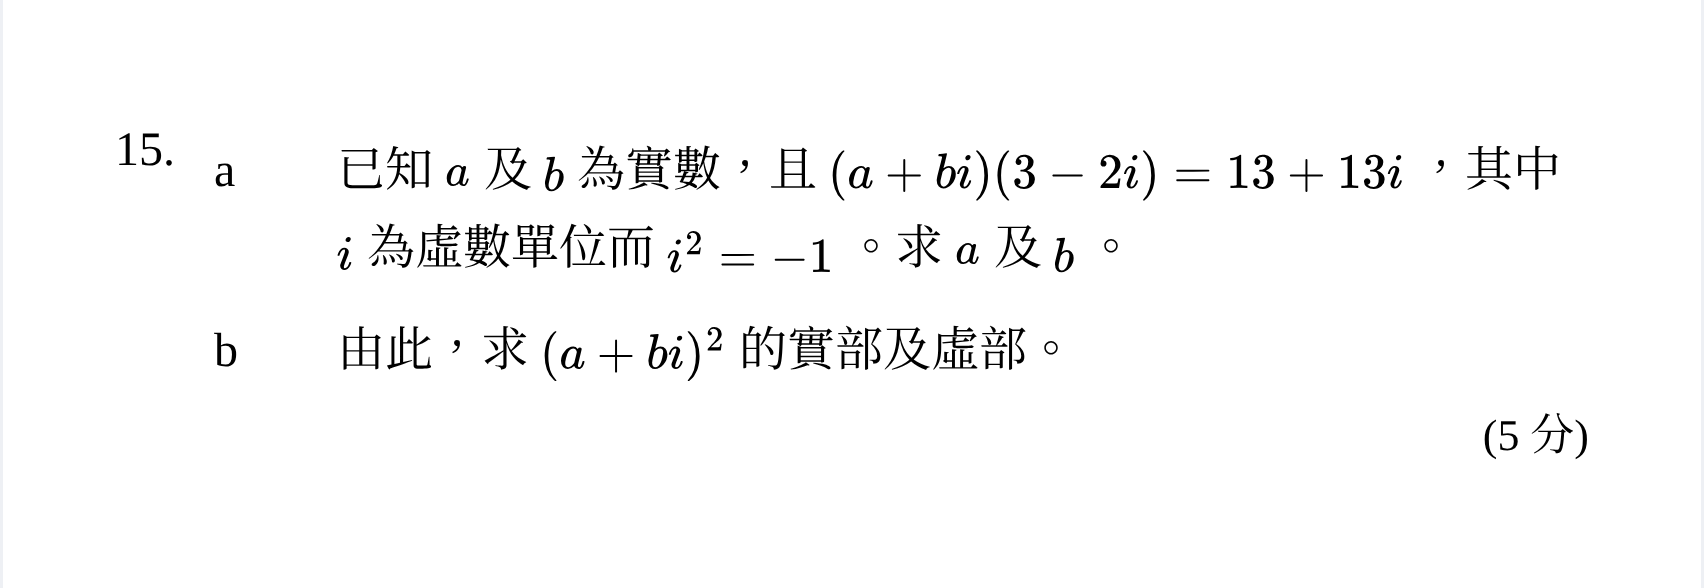 15. a 已知 a 及 b 為實數，且 (a + bi)(3 − 2i) = 13 + 13i ，其中
i 為虛數單位而 i² = −1 。求 a 及 b 。
b 由此，求 (a + bi)² 的實部及虛部。
(5 分)